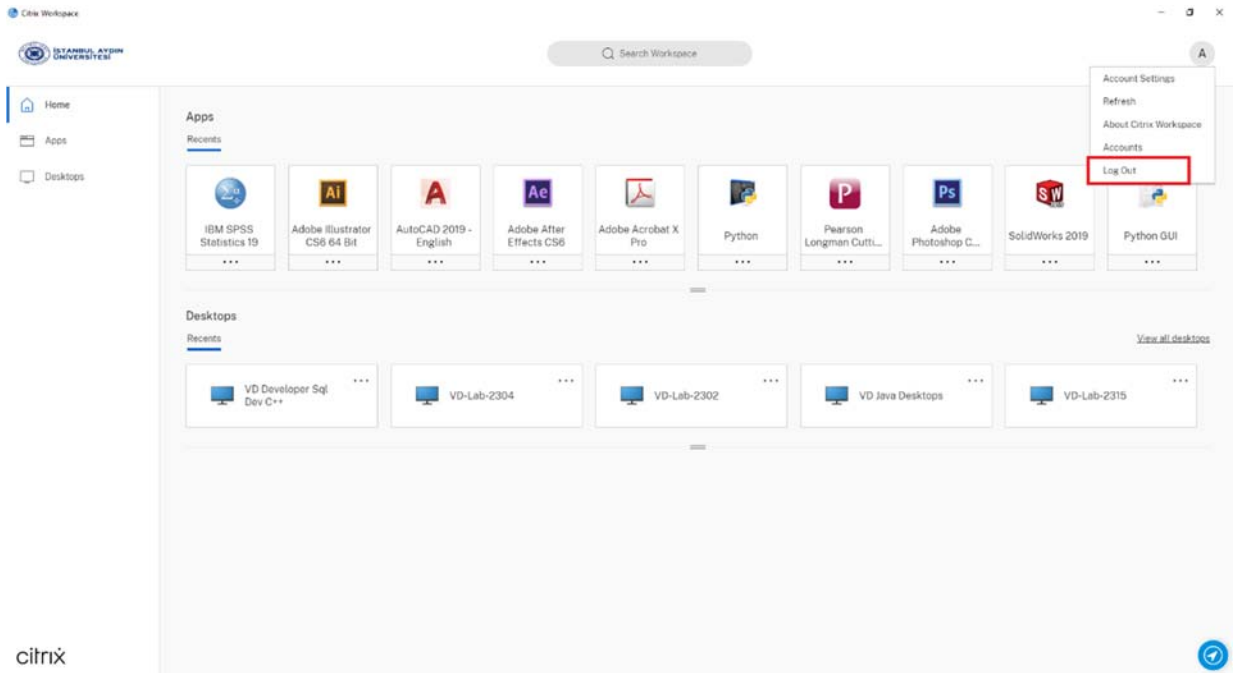 Citrix Workspace
İSTANBUL AYDIN
ÜNİVERSİTESİ
Search Workspace
A
Account Settings
Refresh
About Citrix Workspace
Accounts
Log Out
Home
Apps
Desktops
Apps
Recents
IBM SPSS
Statistics 19
Adobe Illustrator
CS6 64 Bit
AutoCAD 2019 -
English
Adobe After
Effects CS6
Adobe Acrobat X
Pro
Python
Pearson
Longman Cutti...
Adobe
Photoshop C...
SolidWorks 2019
Python GUI
Desktops
Recents
View all desktops
VD Developer Sql
Dev C++
VD-Lab-2304
VD-Lab-2302
VD Java Desktops
VD-Lab-2315
citrix